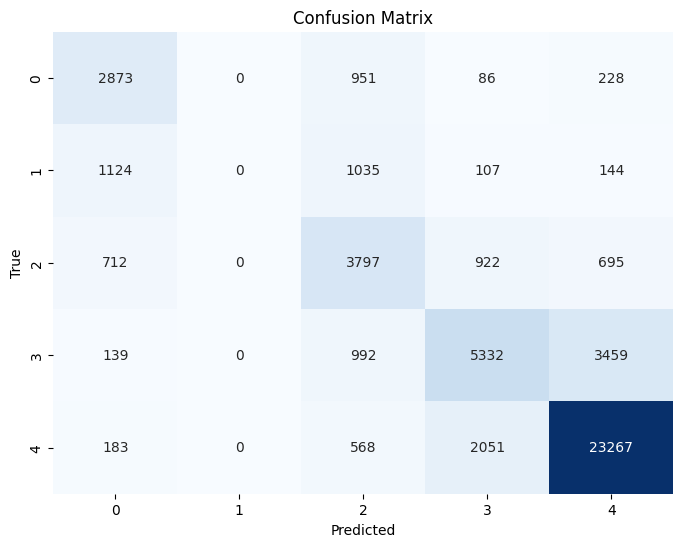 Confusion Matrix
0 2873 0 951 86 228
1 1124 0 1035 107 144
True
2 712 0 3797 922 695
3 139 0 992 5332 3459
4 183 0 568 2051 23267
0 1 2 3 4
Predicted